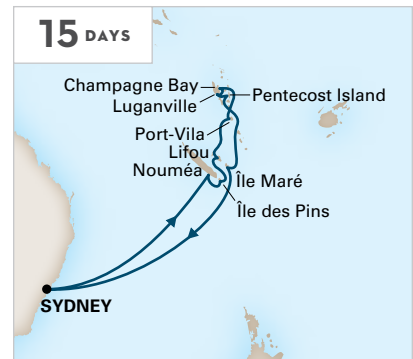 15 DAYS
Champagne Bay
Luganville
Pentecost Island
Port-Vila
Lifou
Nouméa
Île Maré
Île des Pins
SYDNEY